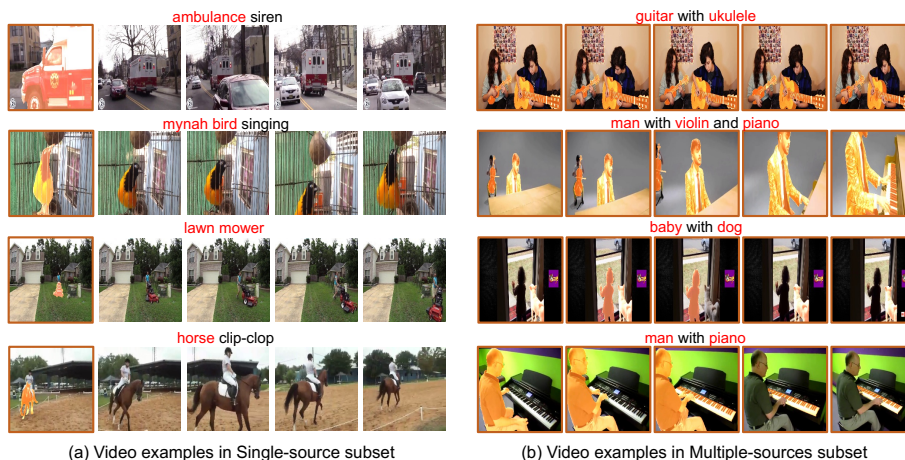 ambulance siren
mynah bird singing
lawn mower
horse clip-clop
(a) Video examples in Single-source subset
guitar with ukulele
man with violin and piano
baby with dog
man with piano
(b) Video examples in Multiple-sources subset